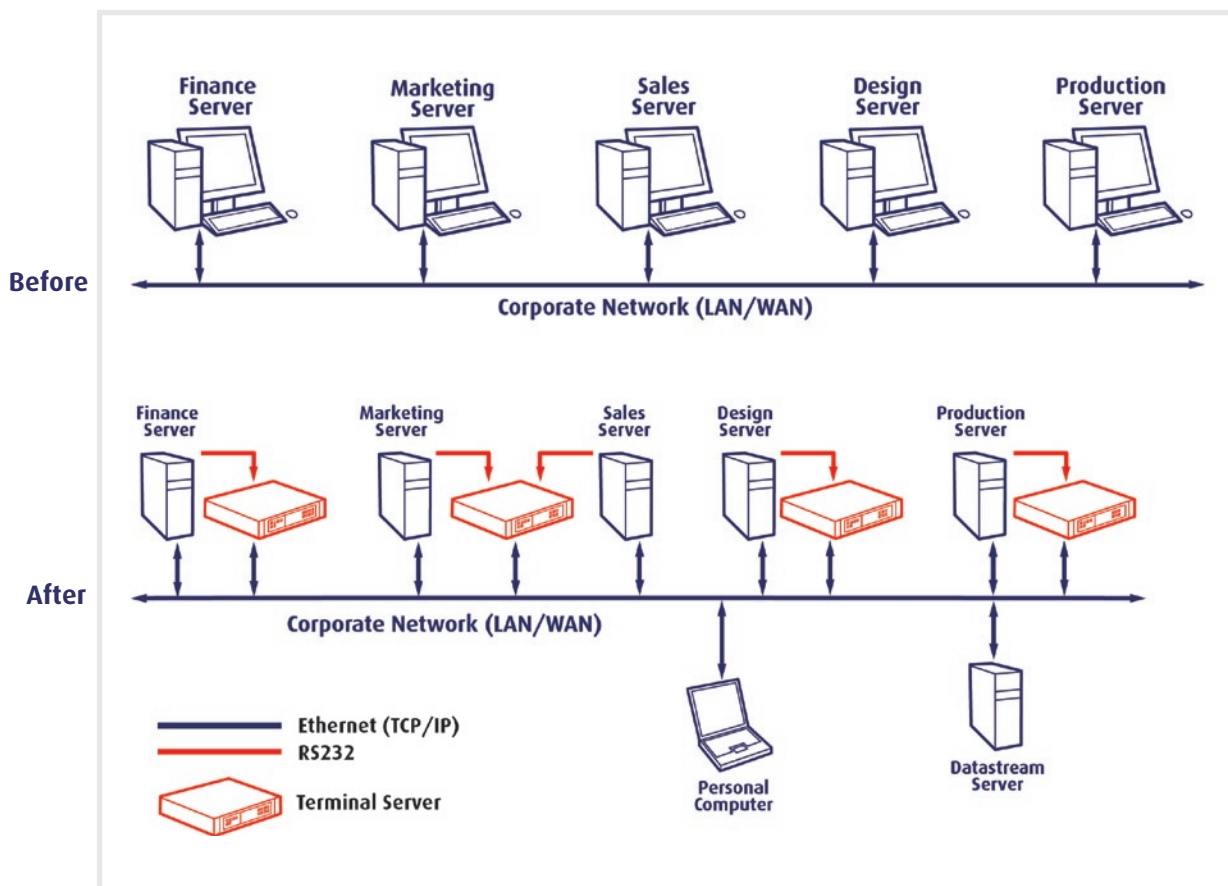 Finance
Server
Marketing
Server
Sales
Server
Design
Server
Production
Server
Before
Corporate Network (LAN/WAN)
Finance
Server
Marketing
Server
Sales
Server
Design
Server
Production
Server
After
Corporate Network (LAN/WAN)
Ethernet (TCP/IP)
RS232
Terminal Server
Personal
Computer
Datastream
Server